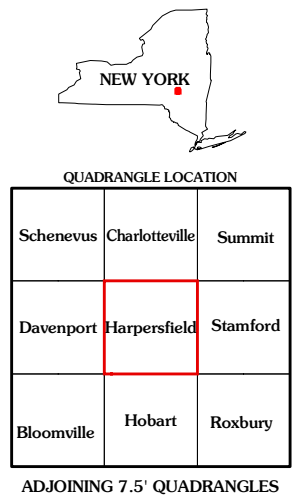 NEW YORK
QUADRANGLE LOCATION
Schenevus Charlotteville Summit
Davenport Harpersfield Stamford
Bloomville Hobart Roxbury
ADJOINING 7.5' QUADRANGLES